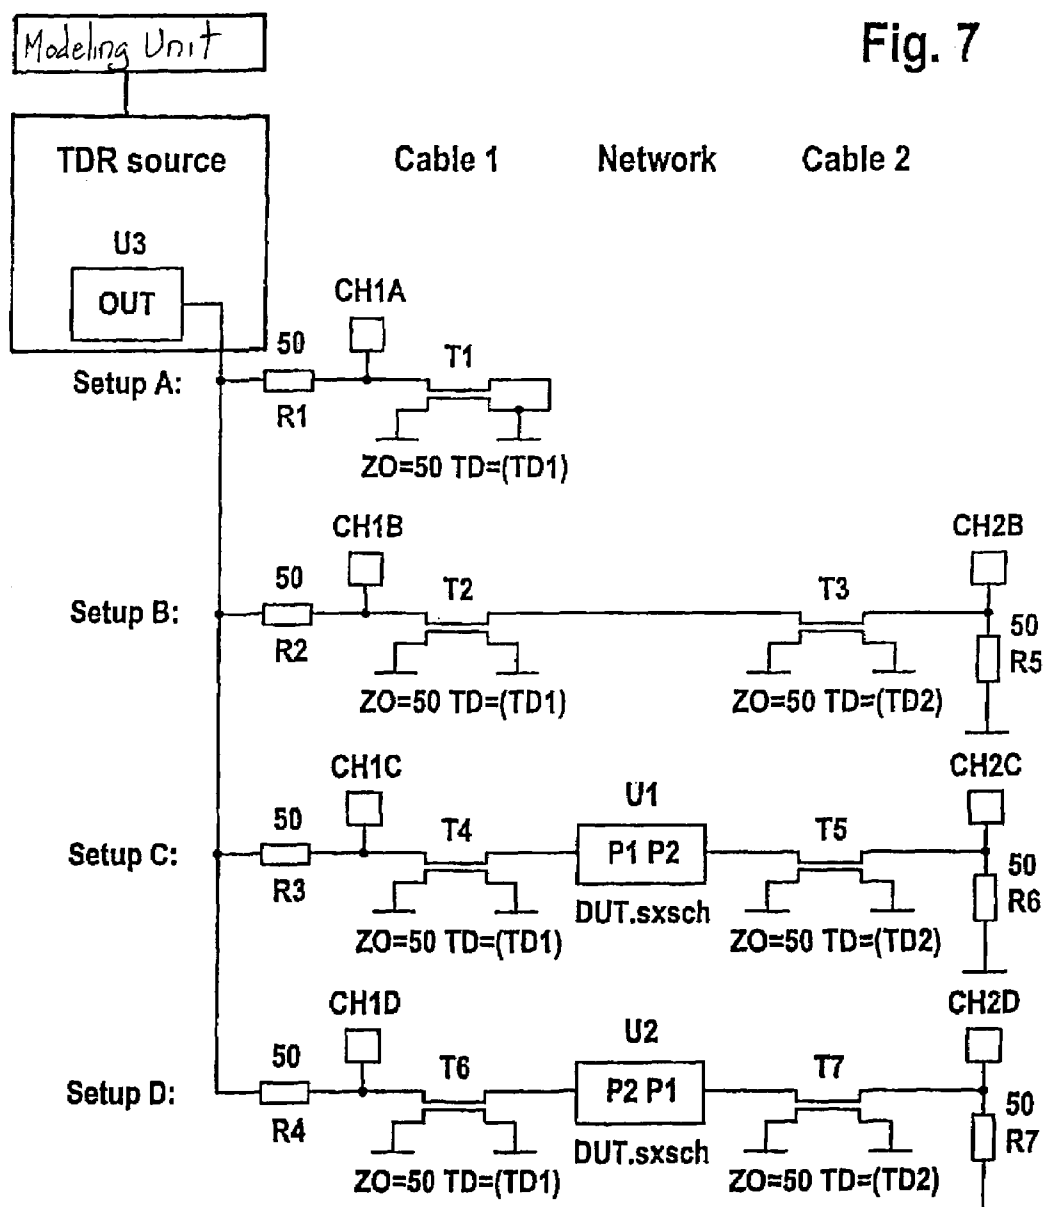 Fig. 7
Modeling Unit
TDR source
Cable 1 Network Cable 2
U3
OUT
CH1A
50
T1
Setup A:
R1
ZO=50 TD=(TD1)
CH1B
CH2B
50
T2
T3
Setup B:
50
R2
R5
ZO=50 TD=(TD1)
ZO=50 TD=(TD2)
CH1C
CH2C
50
T4
U1
T5
Setup C:
P1 P2
50
R3
R6
DUT.sxsch
ZO=50 TD=(TD1)
ZO=50 TD=(TD2)
CH1D
CH2D
50
T6
U2
T7
Setup D:
P2 P1
50
R4
R7
DUT.sxsch
ZO=50 TD=(TD1)
ZO=50 TD=(TD2)